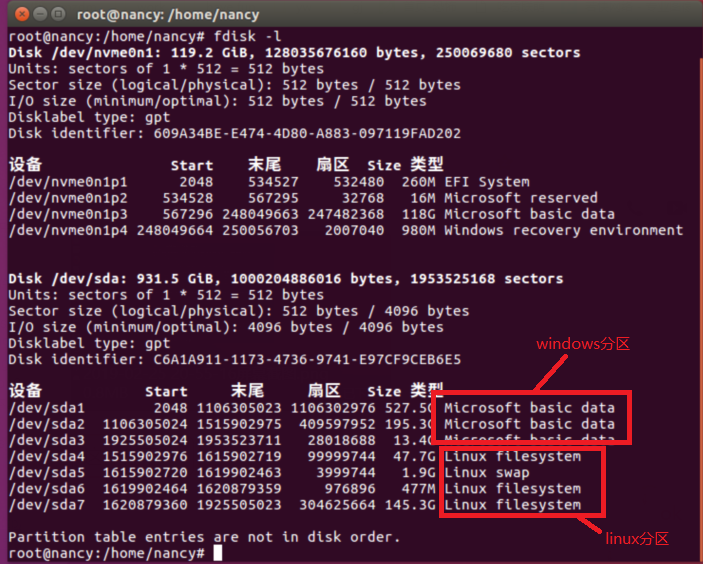 root@nancy: /home/nancy
root@nancy:/home/nancy# fdisk -l
Disk /dev/nvme0n1: 119.2 GiB, 128035676160 bytes, 250069680 sectors
Units: sectors of 1 * 512 = 512 bytes
Sector size (logical/physical): 512 bytes / 512 bytes
I/O size (minimum/optimal): 512 bytes / 512 bytes
Disklabel type: gpt
Disk identifier: 609A34BE-E474-4D80-A883-097119FAD202
设备 Start 末尾 扇区 Size 类型
/dev/nvme0n1p1 2048 534527 532480 260M EFI System
/dev/nvme0n1p2 534528 567295 32768 16M Microsoft reserved
/dev/nvme0n1p3 567296 248049663 247482368 118G Microsoft basic data
/dev/nvme0n1p4 248049664 250056703 2007040 980M Windows recovery environment
Disk /dev/sda: 931.5 GiB, 1000204886016 bytes, 1953525168 sectors
Units: sectors of 1 * 512 = 512 bytes
Sector size (logical/physical): 512 bytes / 4096 bytes
I/O size (minimum/optimal): 4096 bytes / 4096 bytes
Disklabel type: gpt
Disk identifier: C6A1A911-1173-4736-9741-E97CF9CEB6E5
windows分区
设备 Start 末尾 扇区 Size 类型
/dev/sda1 2048 1106305023 1106302976 527.5G Microsoft basic data
/dev/sda2 1106305024 1515902975 409597952 195.3G Microsoft basic data
/dev/sda3 1925505024 1953523711 28018688 13.4G Microsoft basic data
/dev/sda4 1515902976 1615902719 99999744 47.7G Linux filesystem
/dev/sda5 1615902720 1619902463 3999744 1.9G Linux swap
/dev/sda6 1619902464 1620879359 976896 477M Linux filesystem
/dev/sda7 1620879360 1925505023 304625664 145.3G Linux filesystem
Partition table entries are not in disk order.
linux分区
root@nancy:/home/nancy#